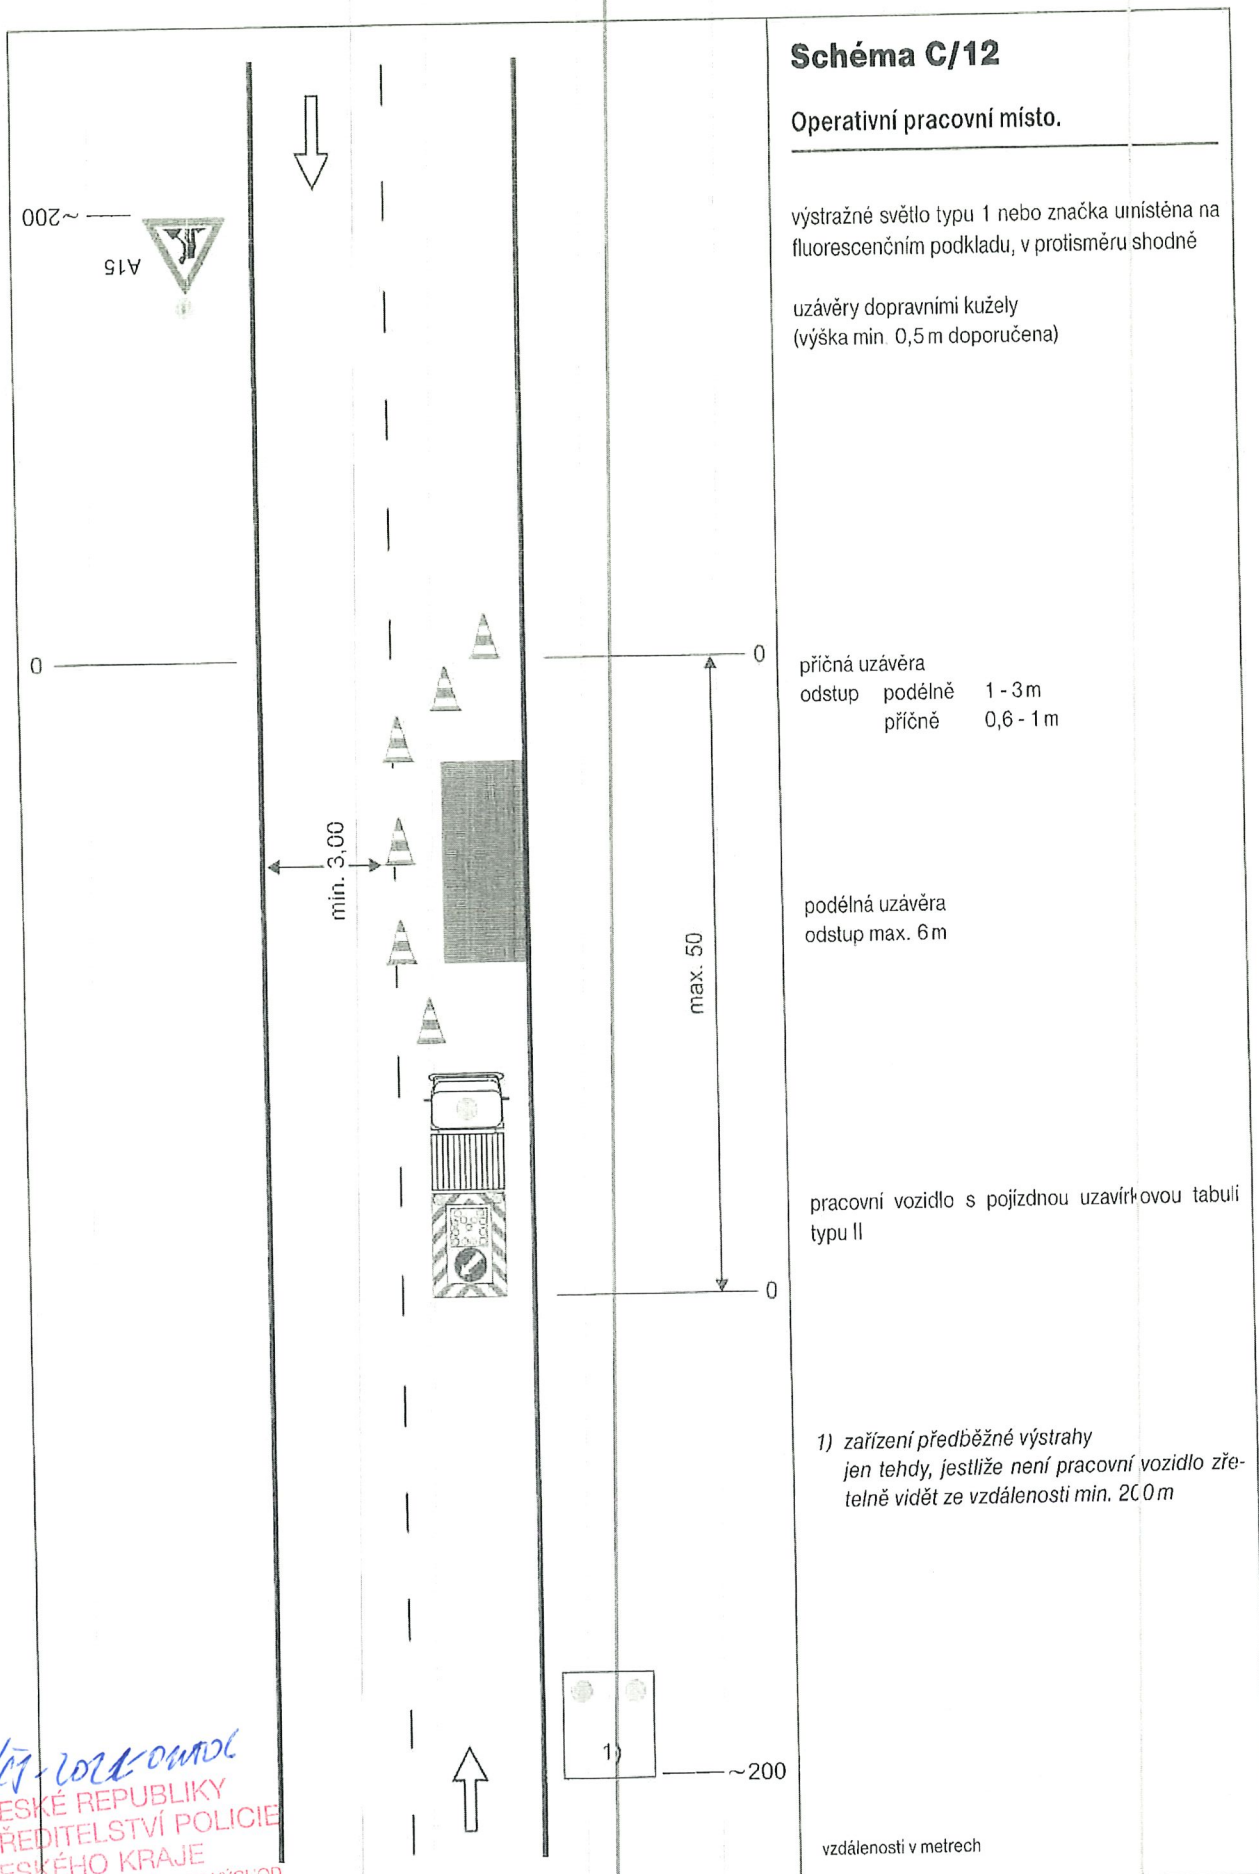 Schéma C/12
Operativní pracovní místo.
výstražné světlo typu 1 nebo značka umístěna na
fluorescenčním podkladu, v protisměru shodně
uzávěry dopravními kužely
(výška min. 0,5 m doporučena)
~200
A15
0
0
příčná uzávěra
odstup podélně 1 - 3 m
příčně 0,6 - 1 m
min. 3,00
podélná uzávěra
odstup max. 6 m
max. 50
pracovní vozidlo s pojízdnou uzavírkovou tabulí
typu II
0
1) zařízení předběžné výstrahy
jen tehdy, jestliže není pracovní vozidlo zře-
telně vidět ze vzdálenosti min. 200 m
1)
~200
vzdálenosti v metrech
ESKÉ REPUBLIKY
ŘEDITELSTVÍ POLICIE
ESKÉHO KRAJE